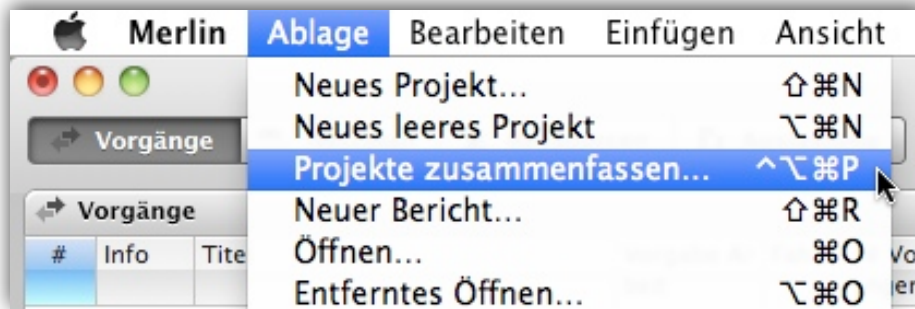 Merlin Ablage Bearbeiten Einfügen Ansicht
Neues Projekt... ⇧⌘N
Neues leeres Projekt ⌥⌘N
Vorgänge
Projekte zusammenfassen... ^⌥⌘P
Vorgänge
Neuer Bericht... ⇧⌘R
# Info Tite
Öffnen... ⌘O
Entferntes Öffnen... ⌥⌘O